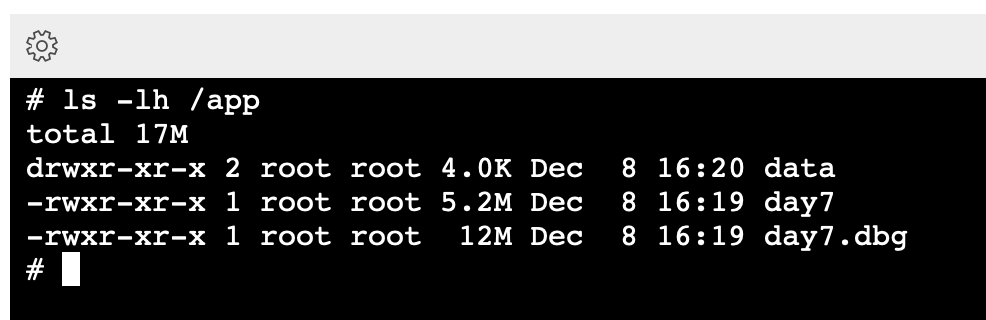 # ls -lh /app
total 17M
drwxr-xr-x 2 root root 4.0K Dec  8 16:20 data
-rwxr-xr-x 1 root root 5.2M Dec  8 16:19 day7
-rwxr-xr-x 1 root root  12M Dec  8 16:19 day7.dbg
#